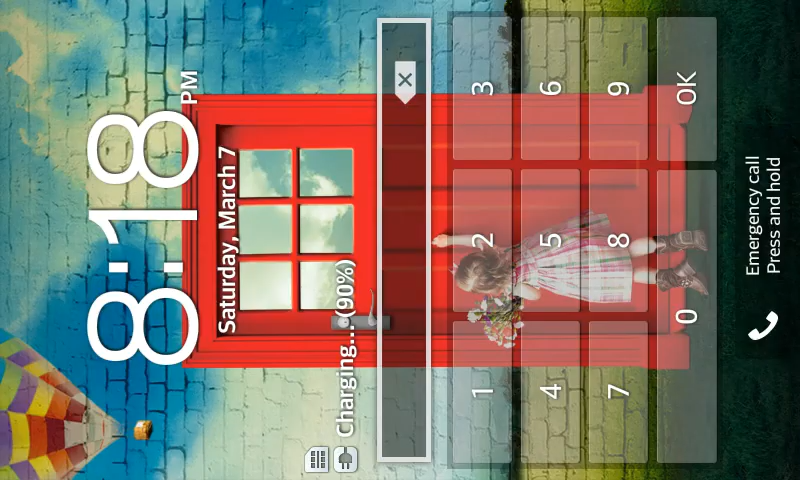 8:18 PM
Saturday, March 7
Charging... (90%)
1 2 3
4 5 6
7 8 9
0 OK
Emergency call
Press and hold